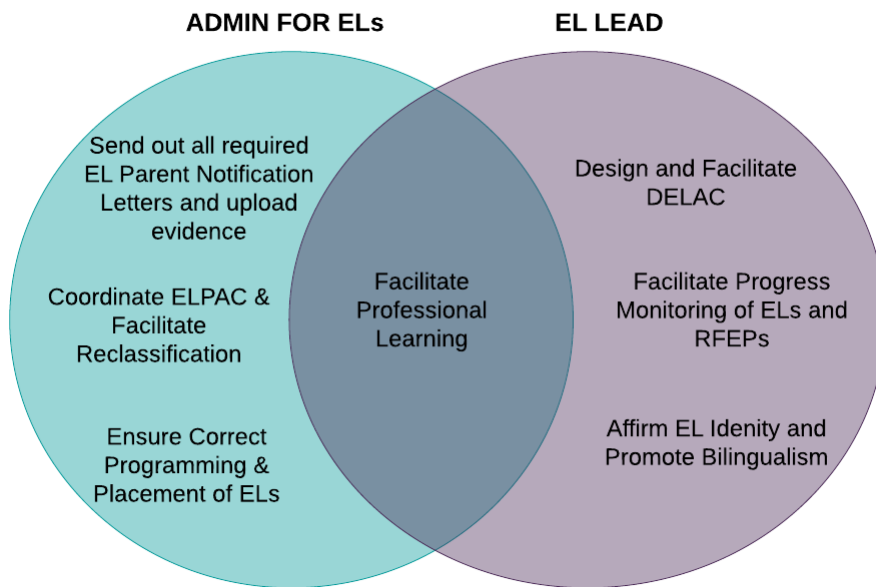 ADMIN FOR ELs
EL LEAD
Send out all required
EL Parent Notification
Letters and upload
evidence
Coordinate ELPAC &
Facilitate
Reclassification
Ensure Correct
Programming &
Placement of ELs
Facilitate
Professional
Learning
Design and Facilitate
DELAC
Facilitate Progress
Monitoring of ELs and
RFEPs
Affirm EL Idenity and
Promote Bilingualism